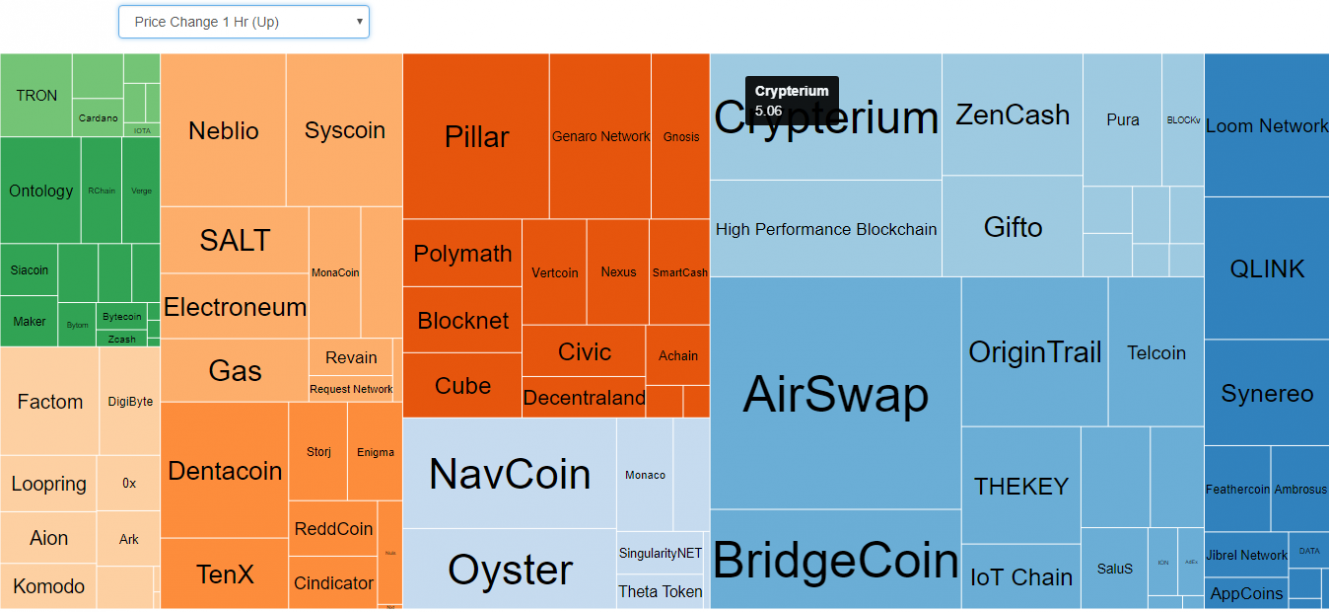 Price Change 1 Hr (Up)
TRON
Cardano
IOTA
Ontology
RChain
Verge
Siacoin
Maker
Bytom
Bytecoin
Zcash
Factom
DigiByte
Loopring
0x
Aion
Ark
Komodo
Neblio
Syscoin
SALT
MonaCoin
Electroneum
Gas
Revain
Request Network
Dentacoin
Storj
Enigma
ReddCoin
TenX
Cindicator
Pillar
Genaro Network
Gnosis
Polymath
Vertcoin
Nexus
SmartCash
Blocknet
Civic
Achain
Cube
Decentraland
NavCoin
Monaco
Oyster
SingularityNET
Theta Token
Crypterium
5.06
Crypterium
ZenCash
Pura
BLOCKv
High Performance Blockchain
Gifto
AirSwap
OriginTrail
Telcoin
THEKEY
BridgeCoin
IoT Chain
SaluS
ION
Loom Network
QLINK
Synereo
Feathercoin
Ambrosus
Jibrel Network
DATA
AppCoins